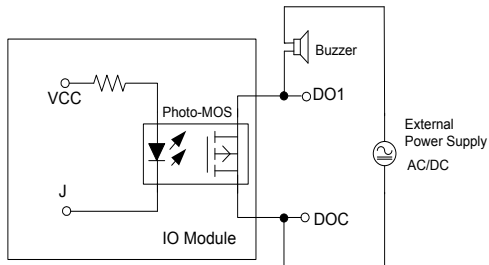 Buzzer
DO1
VCC
Photo-MOS
External
Power Supply
AC/DC
J
DOC
IO Module